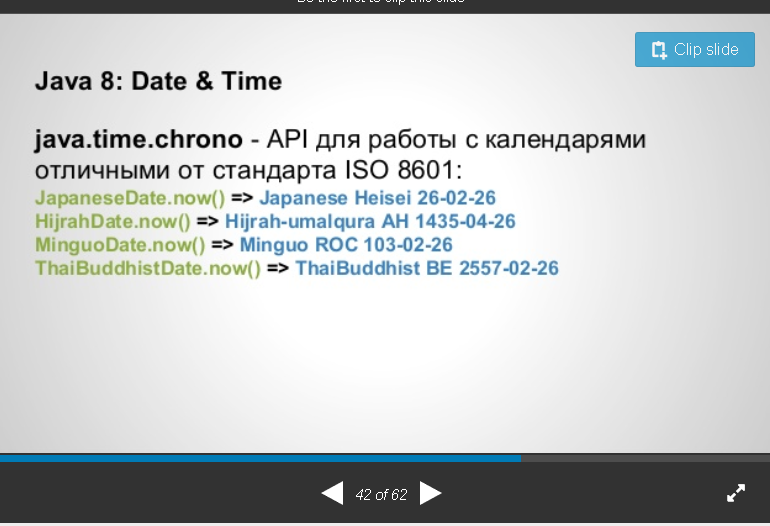 Be the first to clip this slide
Clip slide
Java 8: Date & Time
java.time.chrono - API для работы с календарями
отличными от стандарта ISO 8601:
JapaneseDate.now() => Japanese Heisei 26-02-26
HijrahDate.now() => Hijrah-umalqura AH 1435-04-26
MinguoDate.now() => Minguo ROC 103-02-26
ThaiBuddhistDate.now() => ThaiBuddhist BE 2557-02-26
42 of 62